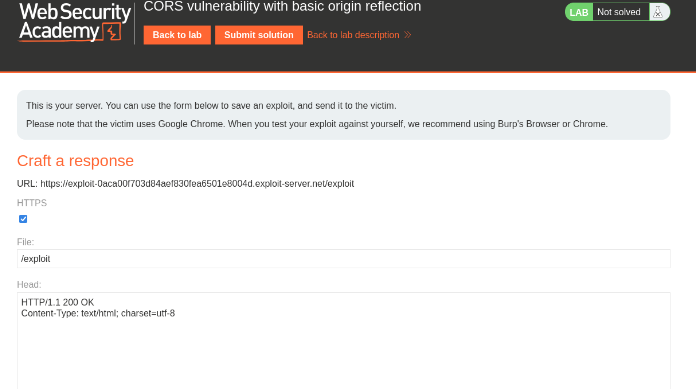 CORS vulnerability with basic origin reflection
WebSecurity
Academy
Back to lab
Submit solution
Back to lab description
LAB
Not solved
This is your server. You can use the form below to save an exploit, and send it to the victim.
Please note that the victim uses Google Chrome. When you test your exploit against yourself, we recommend using Burp's Browser or Chrome.
Craft a response
URL: https://exploit-0aca00f703d84aef830fea6501e8004d.exploit-server.net/exploit
HTTPS
File:
/exploit
Head:
HTTP/1.1 200 OK
Content-Type: text/html; charset=utf-8